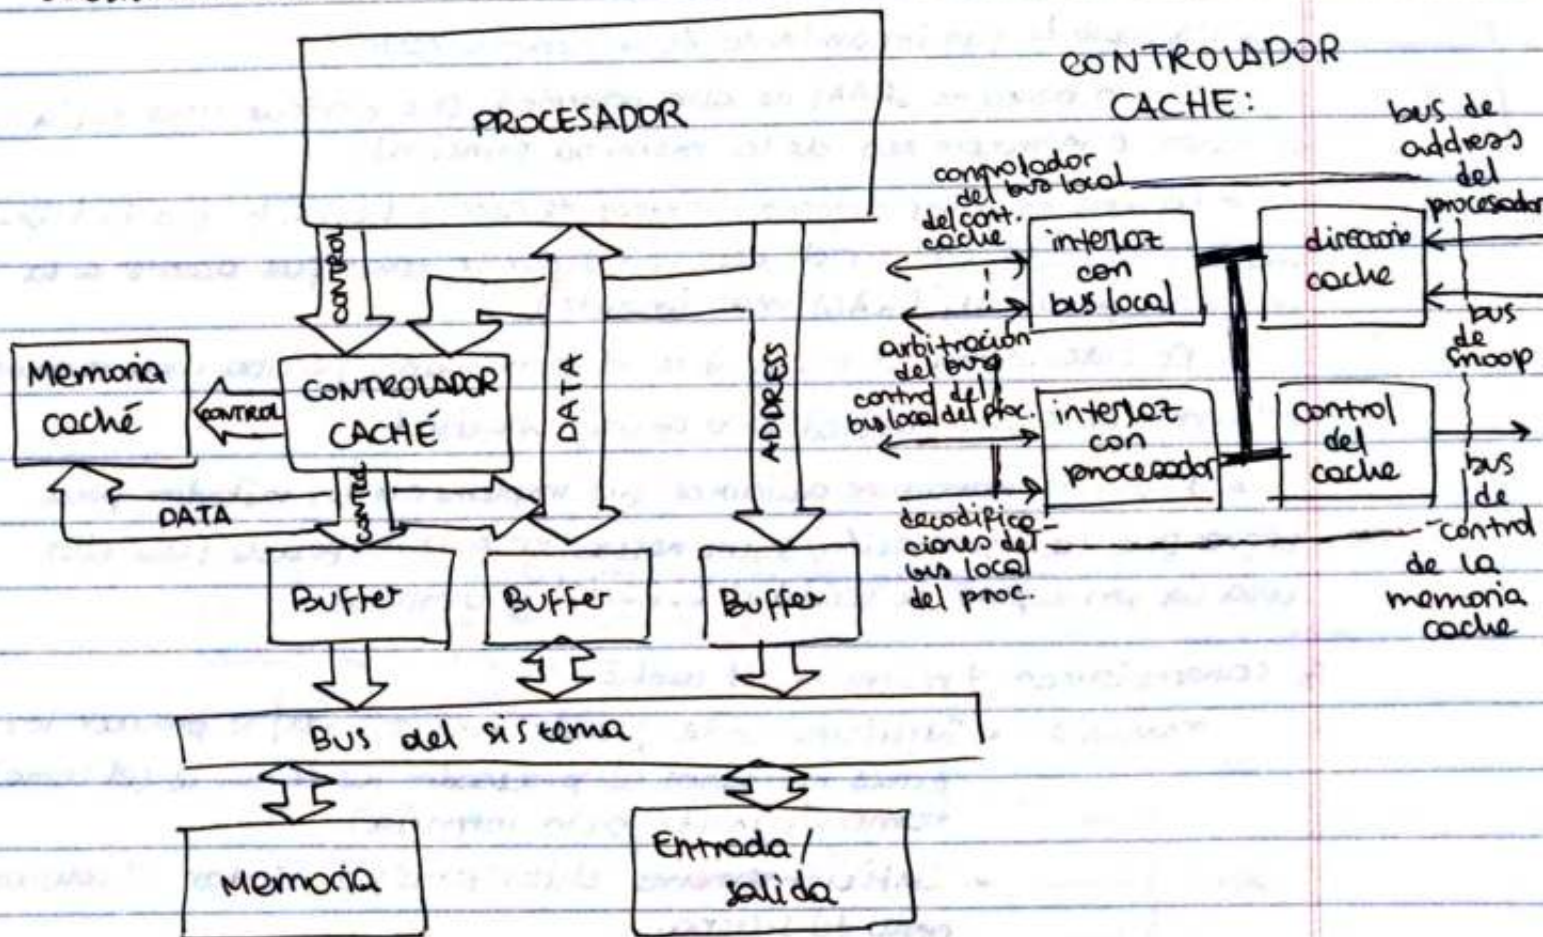 PROCESADOR
CONTROL
DATA
ADDRESS
Memoria
caché
CONTROL
CONTROLADOR
CACHÉ
DATA
CONTROL
Buffer
Buffer
Buffer
Bus del sistema
Memoria
Entrada/
salida
CONTROLADOR
CACHE:
controlador
del bus local
del cont.
cache
interfaz
con
bus local
directorio
cache
bus de
address
del
procesador
bus
de
snoop
arbitración
del bus
control del
bus local del proc.
interfaz
con
procesador
control
del
cache
decodifica-
ciones del
bus local
del proc.
bus
de
control
de la
memoria
cache